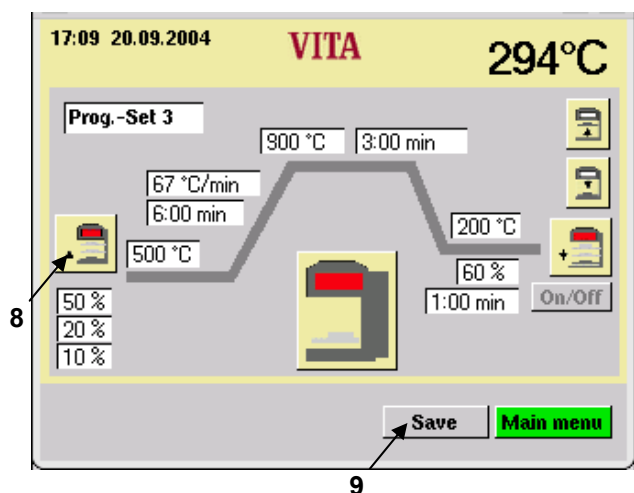 17:09 20.09.2004 VITA 294°C
Prog.-Set 3
900 °C 3:00 min
67 °C/min
6:00 min
200 °C
500 °C
60 %
50 % 1:00 min On/Off
8
20 %
10 %
Save Main menu
9